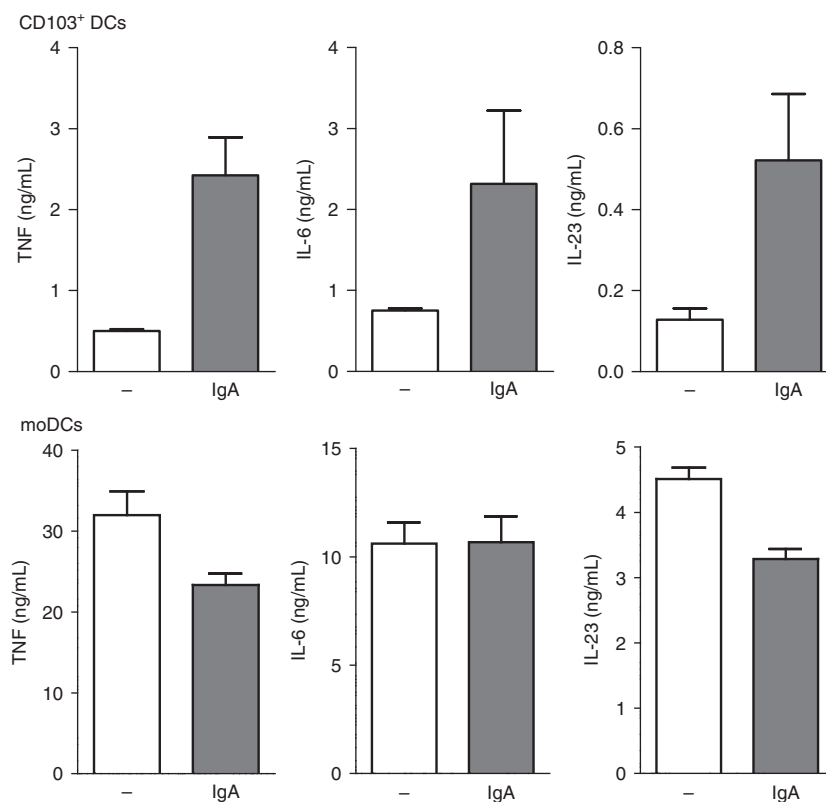 CD103⁺ DCs
TNF (ng/mL)
4
3
2
1
0
– IgA
IL-6 (ng/mL)
4
3
2
1
0
– IgA
IL-23 (ng/mL)
0.8
0.6
0.4
0.2
0.0
– IgA
moDCs
TNF (ng/mL)
40
30
20
10
0
– IgA
IL-6 (ng/mL)
15
10
5
0
– IgA
IL-23 (ng/mL)
5
4
3
2
1
0
– IgA